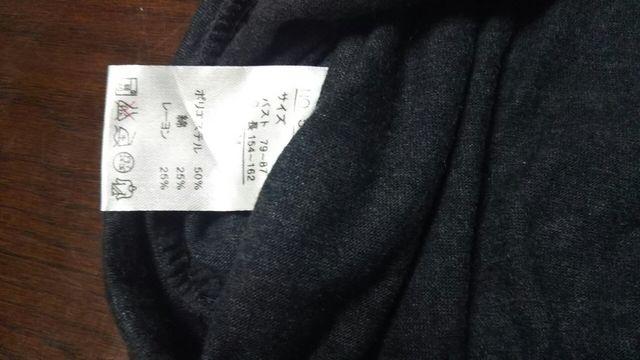 サイズ
バスト 79~87
長 154~162
ポリエステル 50%
綿 25%
レーヨン 25%